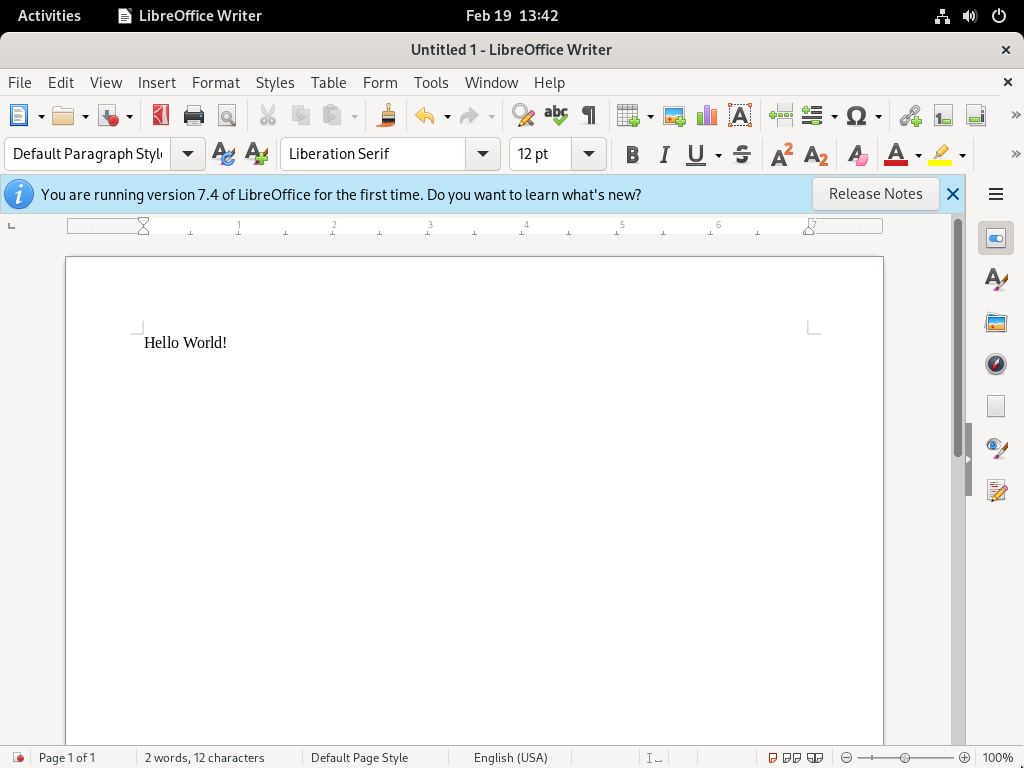 Activities LibreOffice Writer Feb 19 13:42
Untitled 1 - LibreOffice Writer
File Edit View Insert Format Styles Table Form Tools Window Help
Default Paragraph Styl Liberation Serif 12 pt
You are running version 7.4 of LibreOffice for the first time. Do you want to learn what's new? Release Notes
1 2 3 4 5 6 7
Hello World!
Page 1 of 1 2 words, 12 characters Default Page Style English (USA) 100%